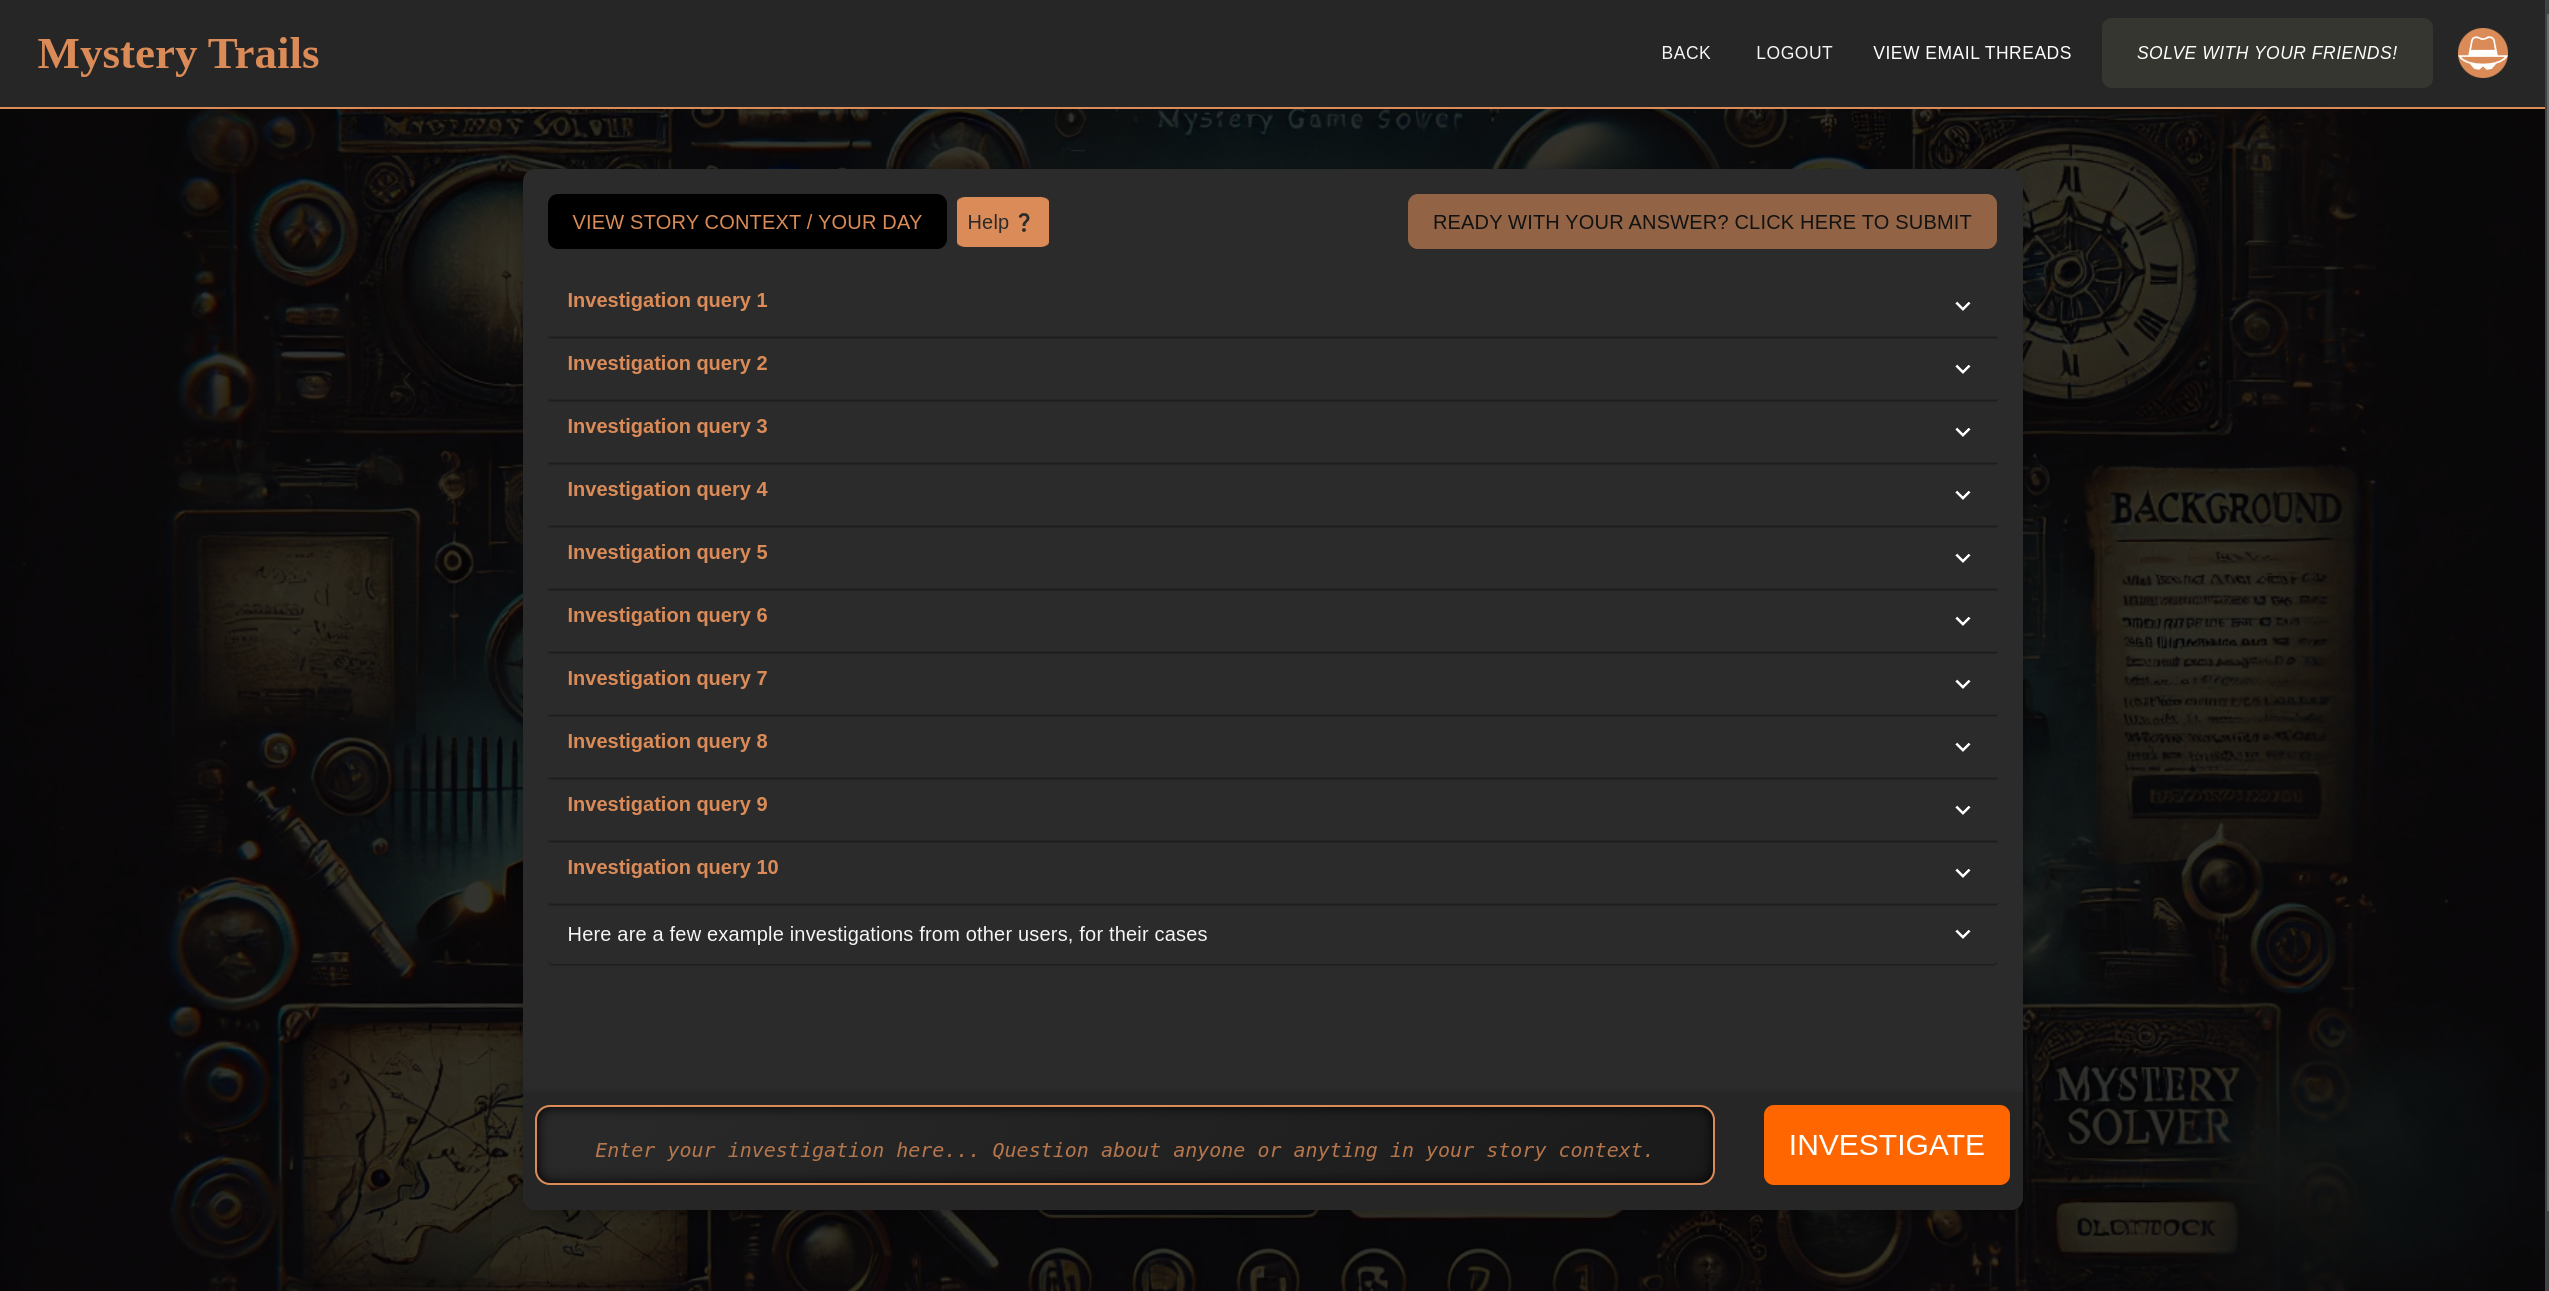 Mystery Trails
BACK
LOGOUT
VIEW EMAIL THREADS
SOLVE WITH YOUR FRIENDS!
MYSTERY SOLVER
Mystery Game Solver
VIEW STORY CONTEXT / YOUR DAY
Help ?
READY WITH YOUR ANSWER? CLICK HERE TO SUBMIT
Investigation query 1
Investigation query 2
Investigation query 3
Investigation query 4
Investigation query 5
Investigation query 6
Investigation query 7
Investigation query 8
Investigation query 9
Investigation query 10
Here are a few example investigations from other users, for their cases
BACKGROUND
Enter your investigation here... Question about anyone or anyting in your story context.
INVESTIGATE
MYSTERY
SOLVER